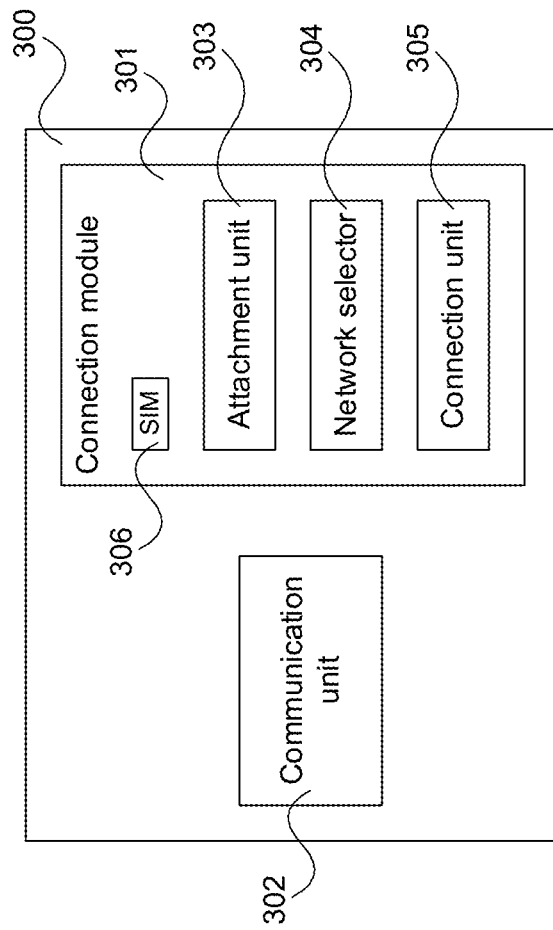 300
301
Connection module
SIM
306
303
Attachment unit
304
Network selector
305
Connection unit
Communication
unit
302